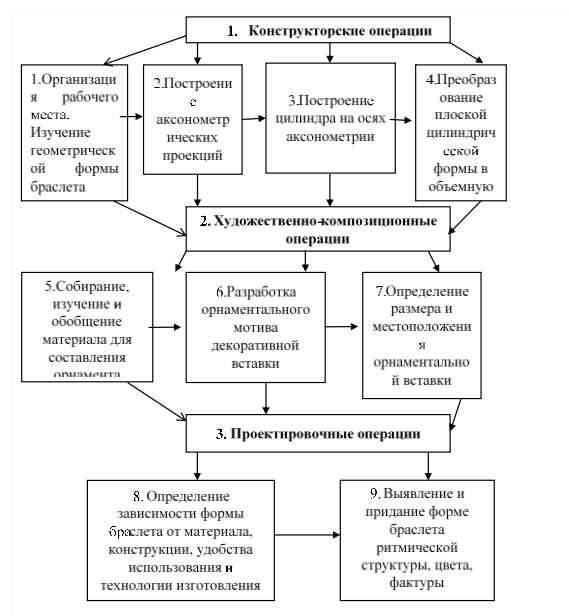 1. Конструкторские операции
1.Организаци
я рабочего
места.
Изучение
геометрическ
ой формы
браслета
2.Построени
е
аксонометр
ических
проекций
3.Построение
цилиндра на осях
аксонометрии
4.Преобраз
ование
плоской
цилиндрич
еской
формы в
объемную
2. Художественно-композиционные
операции
5.Собирание,
изучение и
обобщение
материала для
составления
орнамента
6.Разработка
орнаментального
мотива
декоративной
вставки
7.Определение
размера и
местоположени
я
орнаментально
й вставки
3. Проектировочные операции
8. Определение
зависимости формы
браслета от материала,
конструкции, удобства
использования и
технологии изготовления
9. Выявление и
придание форме
браслета
ритмической
структуры, цвета,
фактуры